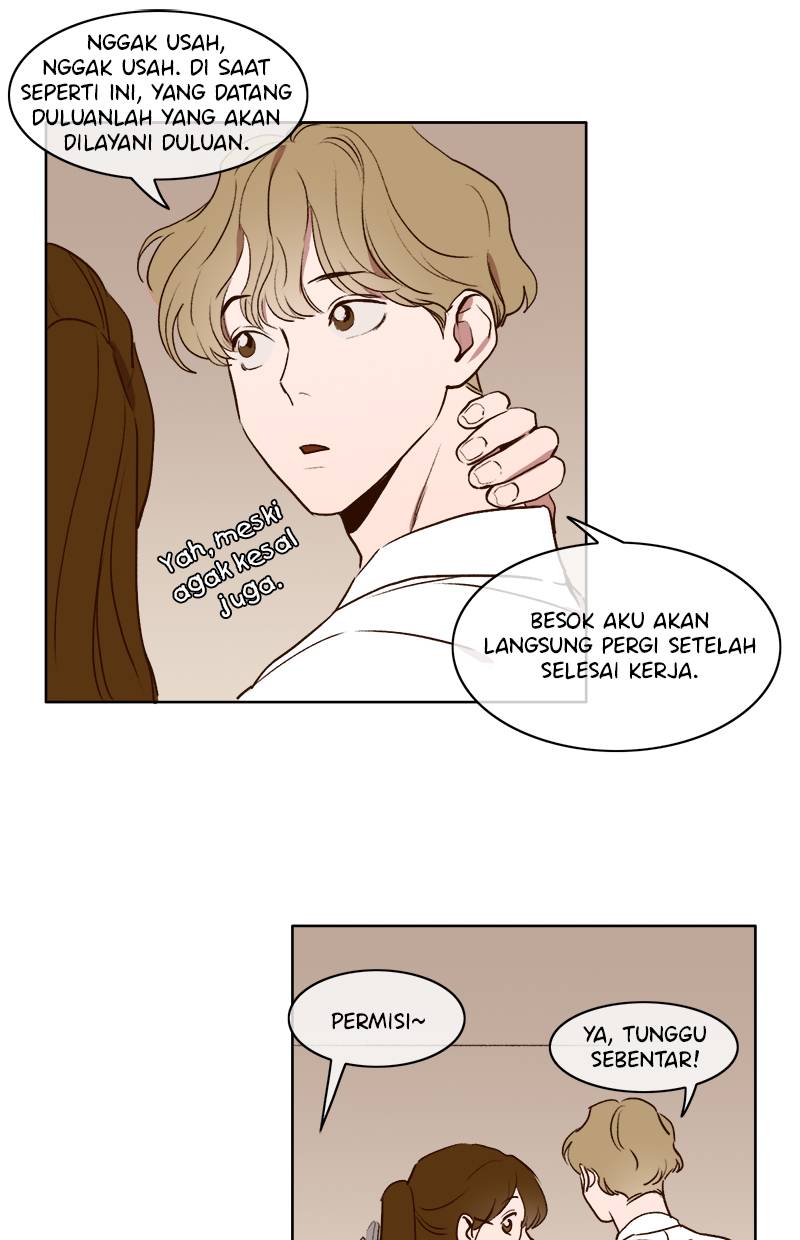 NGGAK USAH,
NGGAK USAH. DI SAAT
SEPERTI INI, YANG DATANG
DULUANLAH YANG AKAN
DILAYANI DULUAN.
Yah, meski
agak kesal
juga.
BESOK AKU AKAN
LANGSUNG PERGI SETELAH
SELESAI KERJA.
PERMISI~
YA, TUNGGU
SEBENTAR!